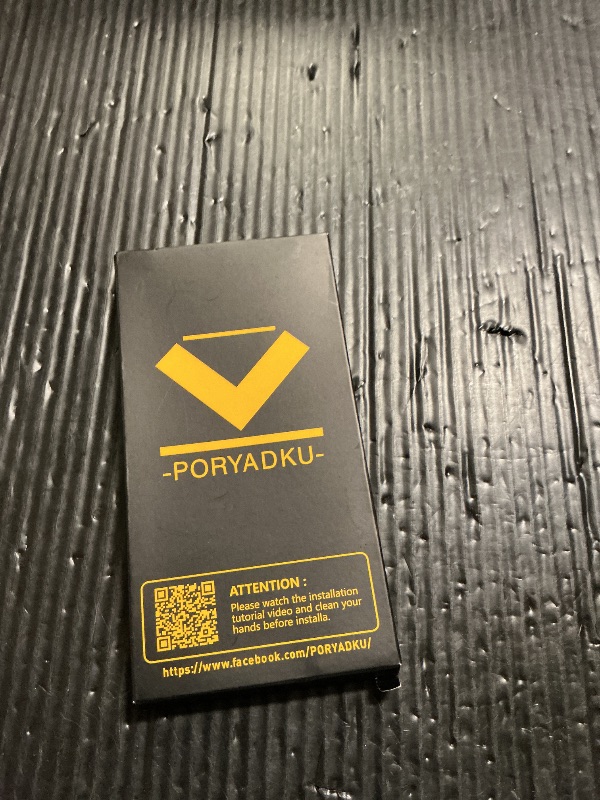 -PORYADKU-
ATTENTION :
Please watch the installation
tutorial video and clean your
hands before installa.
https://www.facebook.com/PORYADKU/